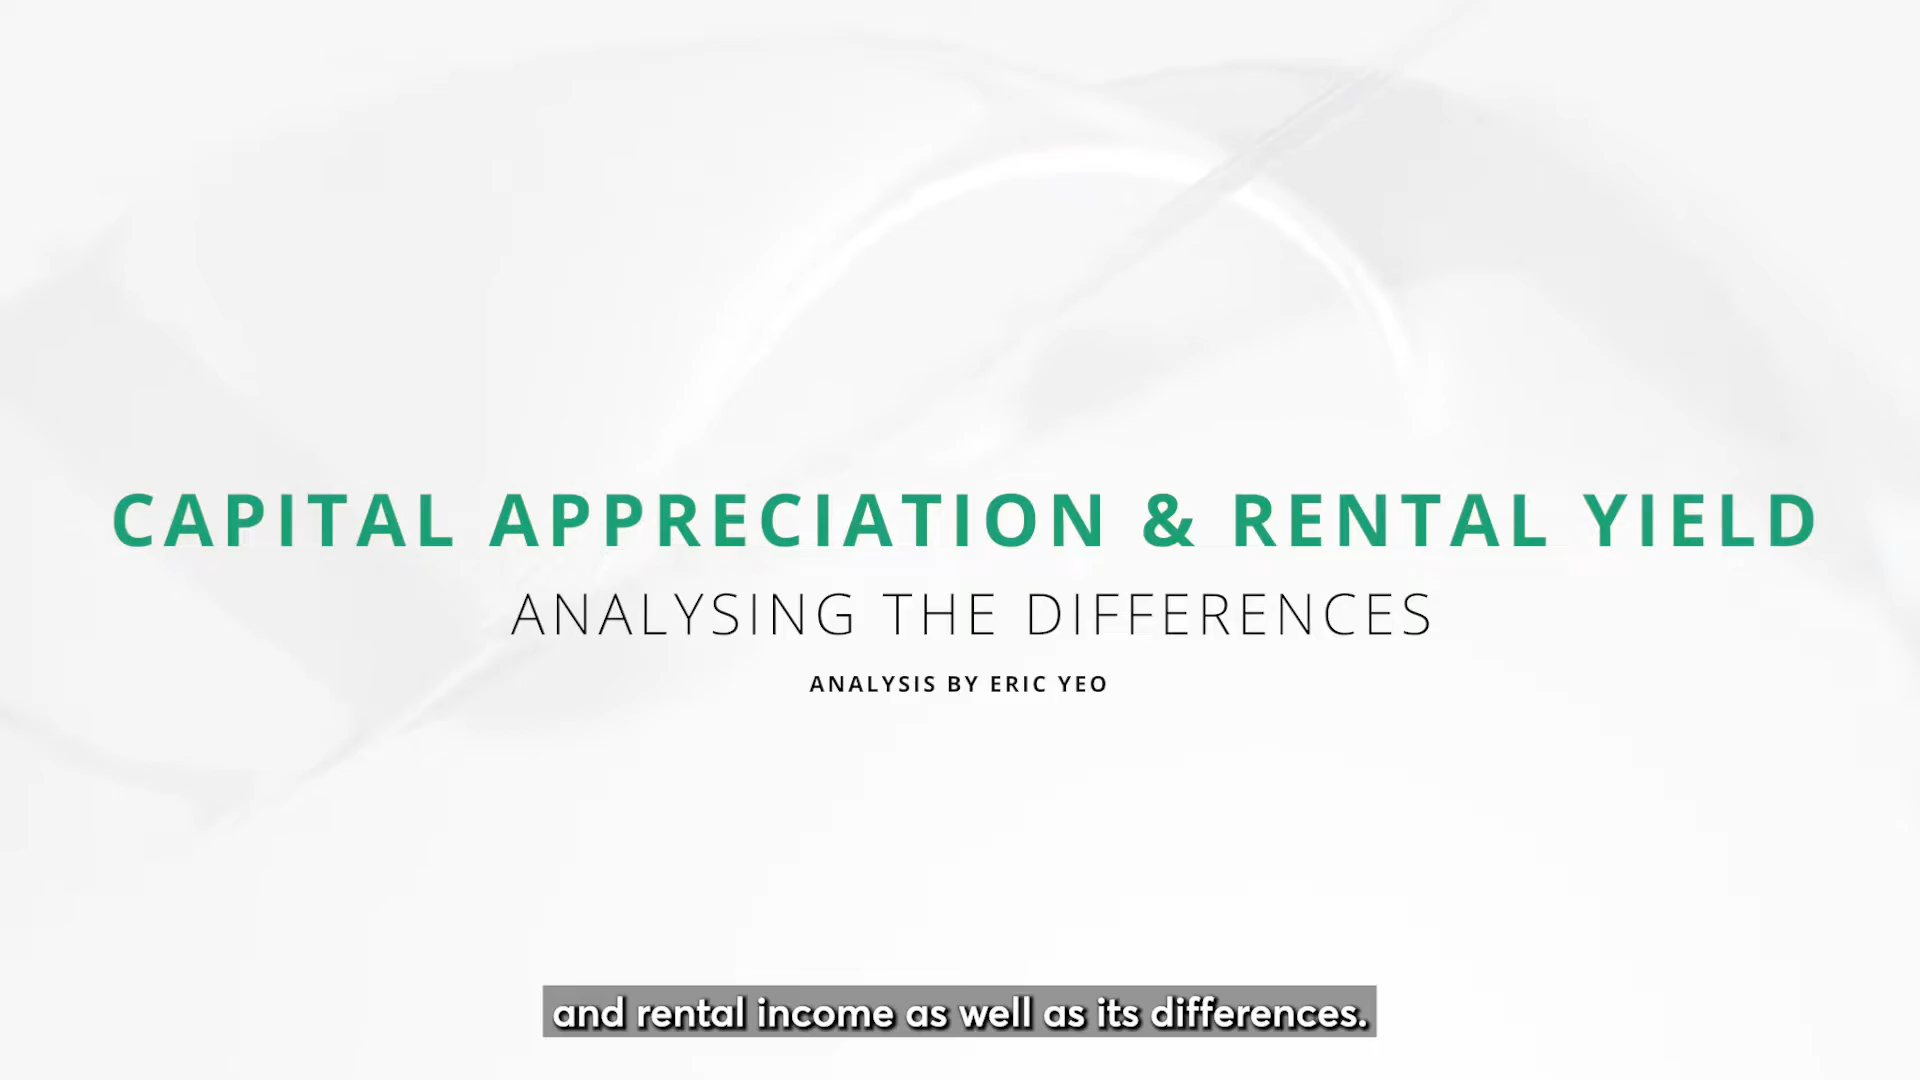 CAPITAL APPRECIATION & RENTAL YIELD
ANALYSING THE DIFFERENCES
ANALYSIS BY ERIC YEO
and rental income as well as its differences.